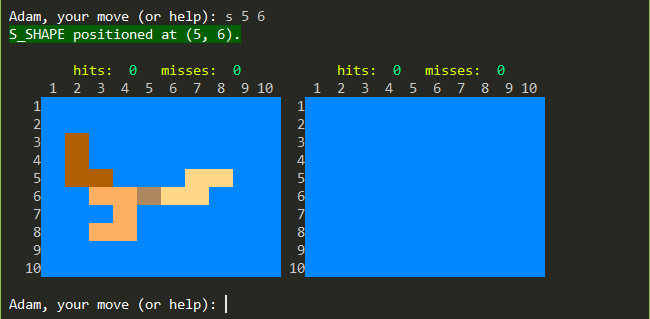 Adam, your move (or help): s 5 6
S_SHAPE positioned at (5, 6).
hits: 0 misses: 0 hits: 0 misses: 0
1 2 3 4 5 6 7 8 9 10 1 2 3 4 5 6 7 8 9 10
1 1
2 2
3 3
4 4
5 5
6 6
7 7
8 8
9 9
10 10
Adam, your move (or help):